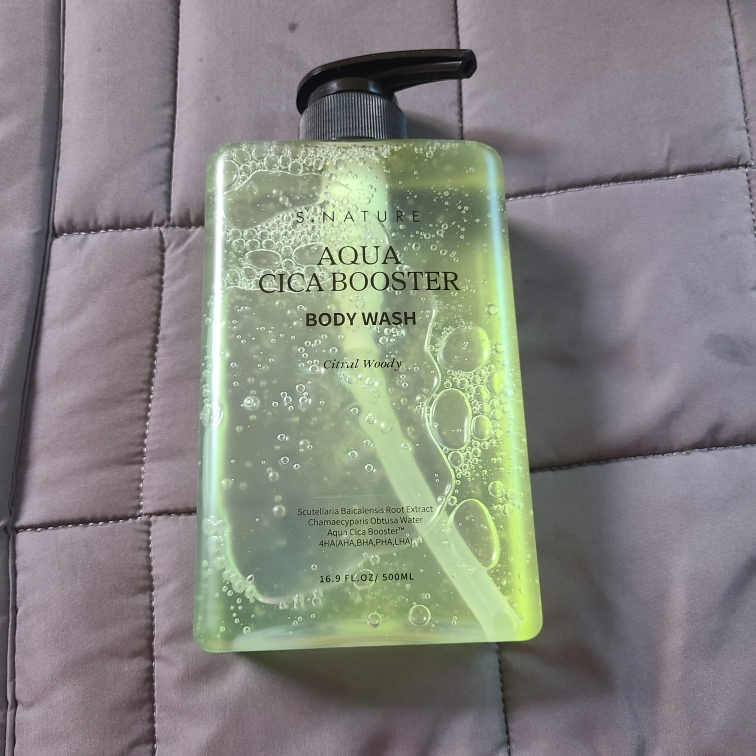 S.NATURE
AQUA
CICA BOOSTER
BODY WASH
Citral Woody
Scutellaria Baicalensis Root Extract
Chamaecyparis Obtusa Water
Aqua Cica Booster™
4HA(AHA,BHA,PHA,LHA)
16.9 FL.OZ/ 500ML